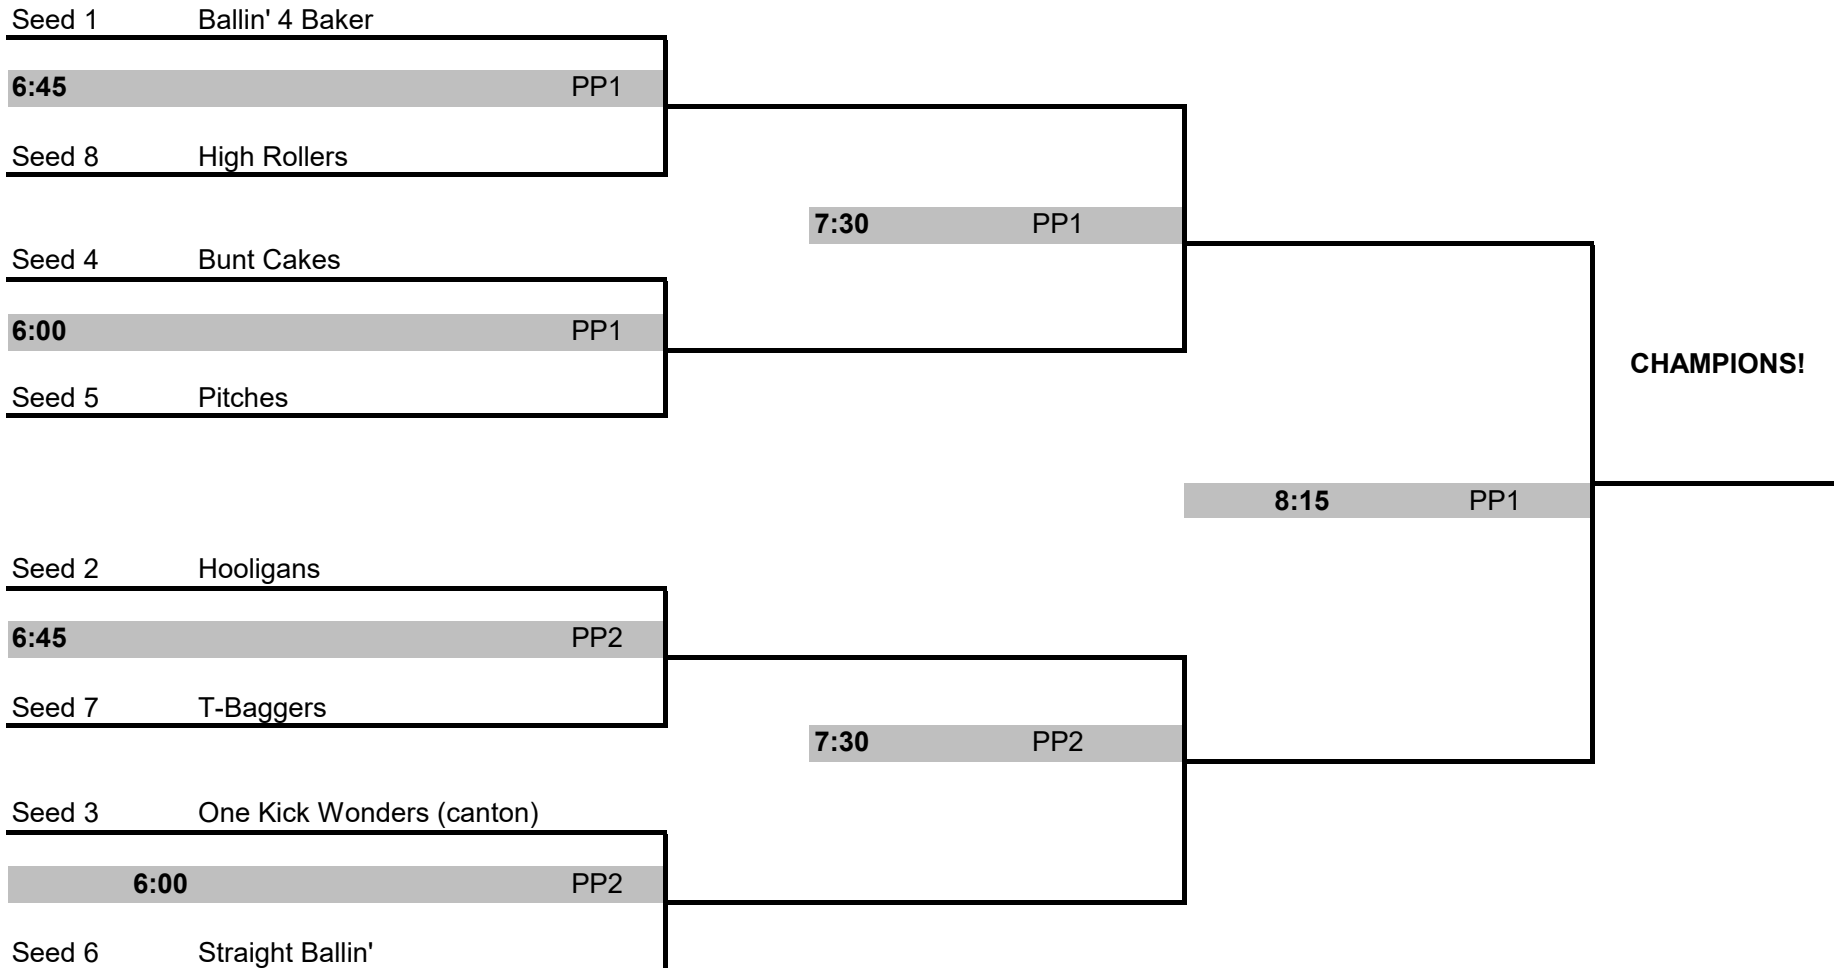 Seed 1 Ballin' 4 Baker
6:45 PP1
Seed 8 High Rollers
7:30 PP1
Seed 4 Bunt Cakes
6:00 PP1
CHAMPIONS!
Seed 5 Pitches
8:15 PP1
Seed 2 Hooligans
6:45 PP2
Seed 7 T-Baggers
7:30 PP2
Seed 3 One Kick Wonders (canton)
6:00 PP2
Seed 6 Straight Ballin'